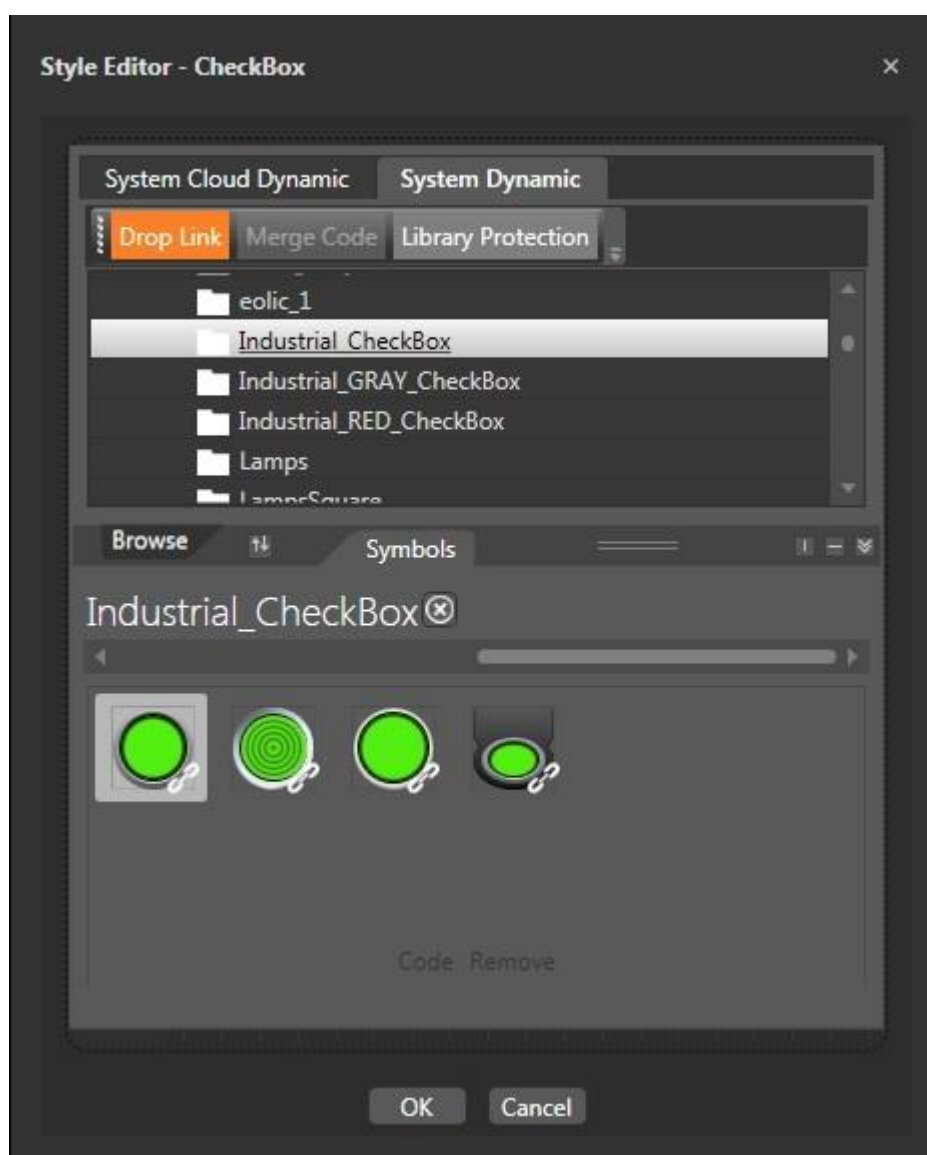 Style Editor - CheckBox
System Cloud Dynamic System Dynamic
Drop Link Merge Code Library Protection
eolic_1
Industrial_CheckBox
Industrial_GRAY_CheckBox
Industrial_RED_CheckBox
Lamps
LampsSquare
Browse Symbols
Industrial_CheckBox
Code Remove
OK Cancel